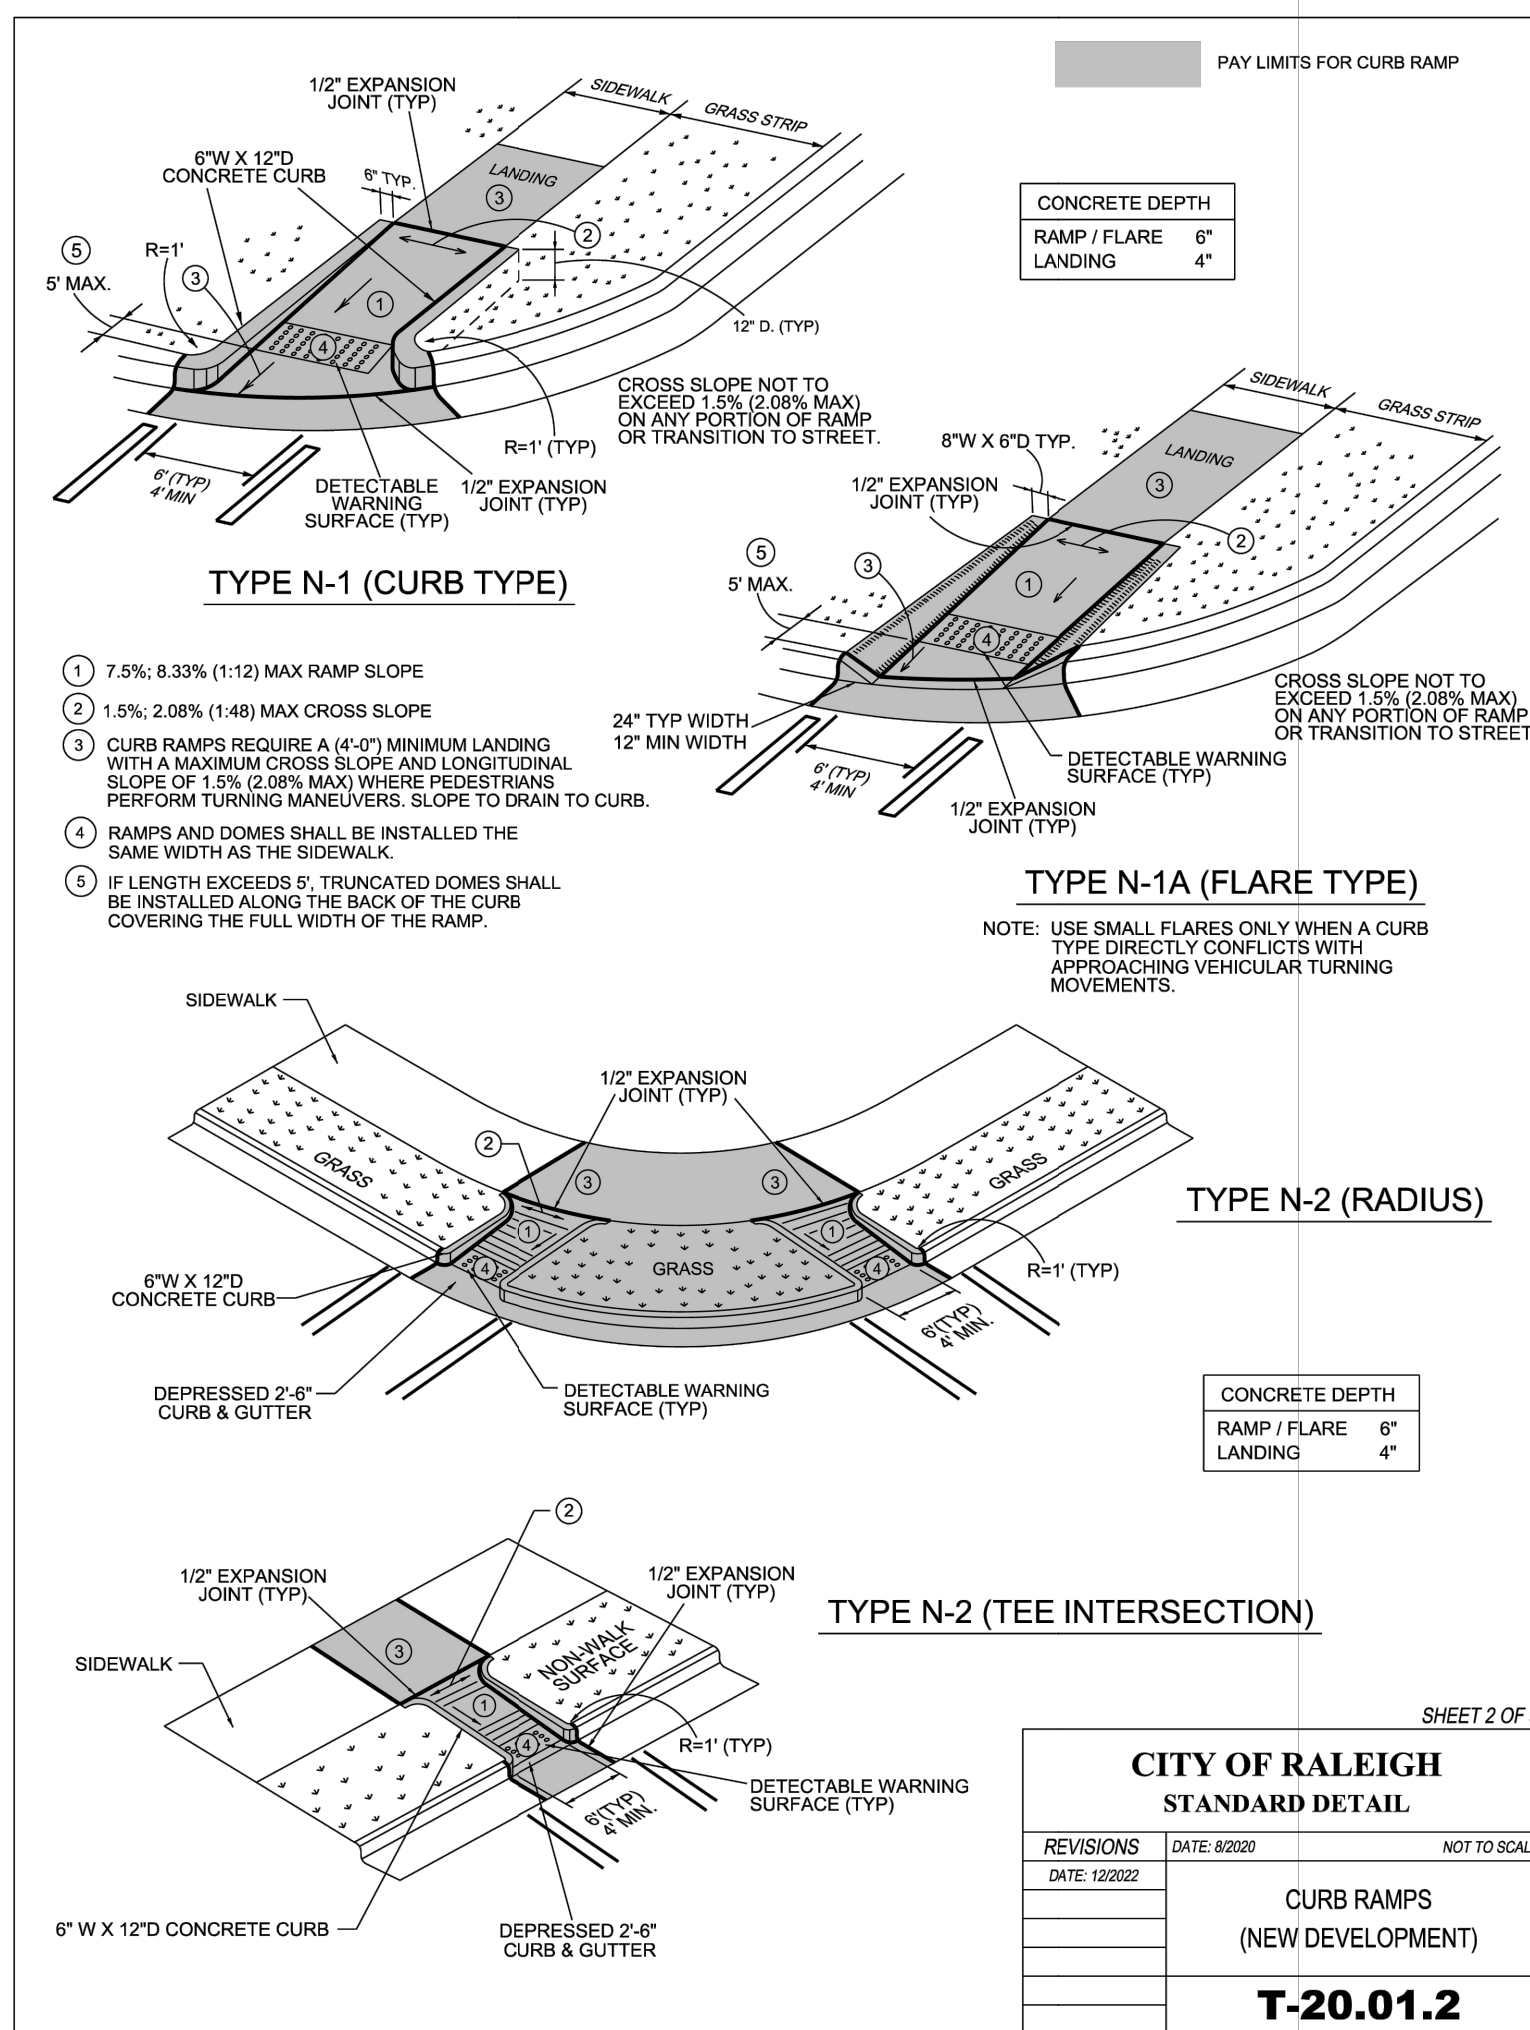 PAY LIMITS FOR CURB RAMP
1/2" EXPANSION
JOINT (TYP)
SIDEWALK
GRASS STRIP
6"W X 12"D
CONCRETE CURB
6" TYP.
LANDING
3
2
5
5' MAX.
R=1'
3
1
4
12" D. (TYP)
CONCRETE DEPTH
RAMP / FLARE 6"
LANDING 4"
CROSS SLOPE NOT TO
EXCEED 1.5% (2.08% MAX)
ON ANY PORTION OF RAMP
OR TRANSITION TO STREET.
R=1' (TYP)
6' (TYP)
4' MIN
DETECTABLE
WARNING
SURFACE (TYP)
1/2" EXPANSION
JOINT (TYP)
TYPE N-1 (CURB TYPE)
SIDEWALK
GRASS STRIP
8"W X 6"D TYP.
LANDING
3
1/2" EXPANSION
JOINT (TYP)
2
5
5' MAX.
3
1
4
24" TYP WIDTH
12" MIN WIDTH
CROSS SLOPE NOT TO
EXCEED 1.5% (2.08% MAX)
ON ANY PORTION OF RAMP
OR TRANSITION TO STREET
6' (TYP)
4' MIN
DETECTABLE WARNING
SURFACE (TYP)
1/2" EXPANSION
JOINT (TYP)
TYPE N-1A (FLARE TYPE)
NOTE: USE SMALL FLARES ONLY WHEN A CURB
TYPE DIRECTLY CONFLICTS WITH
APPROACHING VEHICULAR TURNING
MOVEMENTS.
1 7.5%; 8.33% (1:12) MAX RAMP SLOPE
2 1.5%; 2.08% (1:48) MAX CROSS SLOPE
3 CURB RAMPS REQUIRE A (4'-0") MINIMUM LANDING
WITH A MAXIMUM CROSS SLOPE AND LONGITUDINAL
SLOPE OF 1.5% (2.08% MAX) WHERE PEDESTRIANS
PERFORM TURNING MANEUVERS. SLOPE TO DRAIN TO CURB.
4 RAMPS AND DOMES SHALL BE INSTALLED THE
SAME WIDTH AS THE SIDEWALK.
5 IF LENGTH EXCEEDS 5', TRUNCATED DOMES SHALL
BE INSTALLED ALONG THE BACK OF THE CURB
COVERING THE FULL WIDTH OF THE RAMP.
SIDEWALK
1/2" EXPANSION
JOINT (TYP)
2
GRASS
3
3
GRASS
1
1
4
GRASS
4
TYPE N-2 (RADIUS)
6"W X 12"D
CONCRETE CURB
R=1' (TYP)
6'(TYP)
4' MIN.
DEPRESSED 2'-6"
CURB & GUTTER
DETECTABLE WARNING
SURFACE (TYP)
CONCRETE DEPTH
RAMP / FLARE 6"
LANDING 4"
2
1/2" EXPANSION
JOINT (TYP)
1/2" EXPANSION
JOINT (TYP)
TYPE N-2 (TEE INTERSECTION)
3
NON-WALK
SURFACE
SIDEWALK
1
4
R=1' (TYP)
DETECTABLE WARNING
SURFACE (TYP)
6'(TYP)
4' MIN.
6" W X 12"D CONCRETE CURB
DEPRESSED 2'-6"
CURB & GUTTER
SHEET 2 OF
CITY OF RALEIGH
STANDARD DETAIL
REVISIONS
DATE: 8/2020
NOT TO SCAL
DATE: 12/2022
CURB RAMPS
(NEW DEVELOPMENT)
T-20.01.2